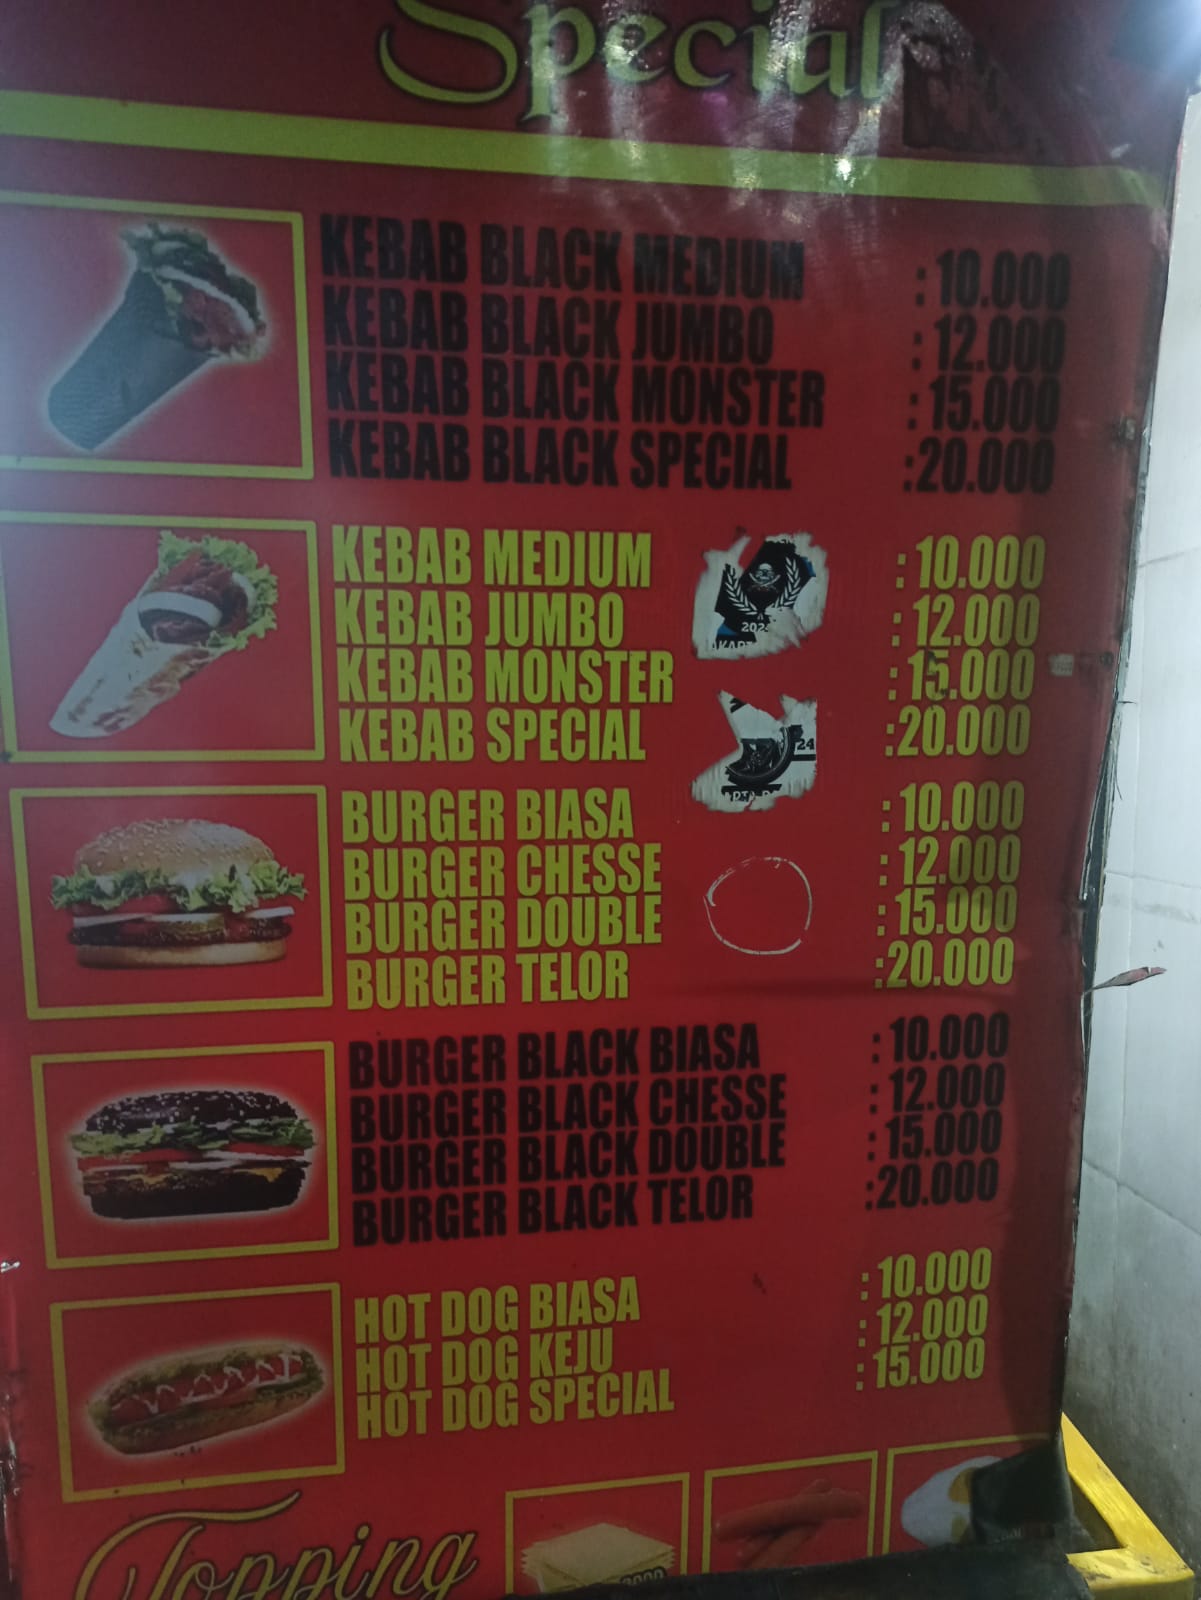 Special
KEBAB BLACK MEDIUM : 10.000
KEBAB BLACK JUMBO : 12.000
KEBAB BLACK MONSTER : 15.000
KEBAB BLACK SPECIAL :20.000
KEBAB MEDIUM : 10.000
KEBAB JUMBO : 12.000
KEBAB MONSTER : 15.000
KEBAB SPECIAL :20.000
24
BURGER BIASA : 10.000
BURGER CHESSE : 12.000
BURGER DOUBLE : 15.000
BURGER TELOR :20.000
BURGER BLACK BIASA : 10.000
BURGER BLACK CHESSE : 12.000
BURGER BLACK DOUBLE : 15.000
BURGER BLACK TELOR :20.000
HOT DOG BIASA : 10.000
HOT DOG KEJU : 12.000
HOT DOG SPECIAL : 15.000
Topping